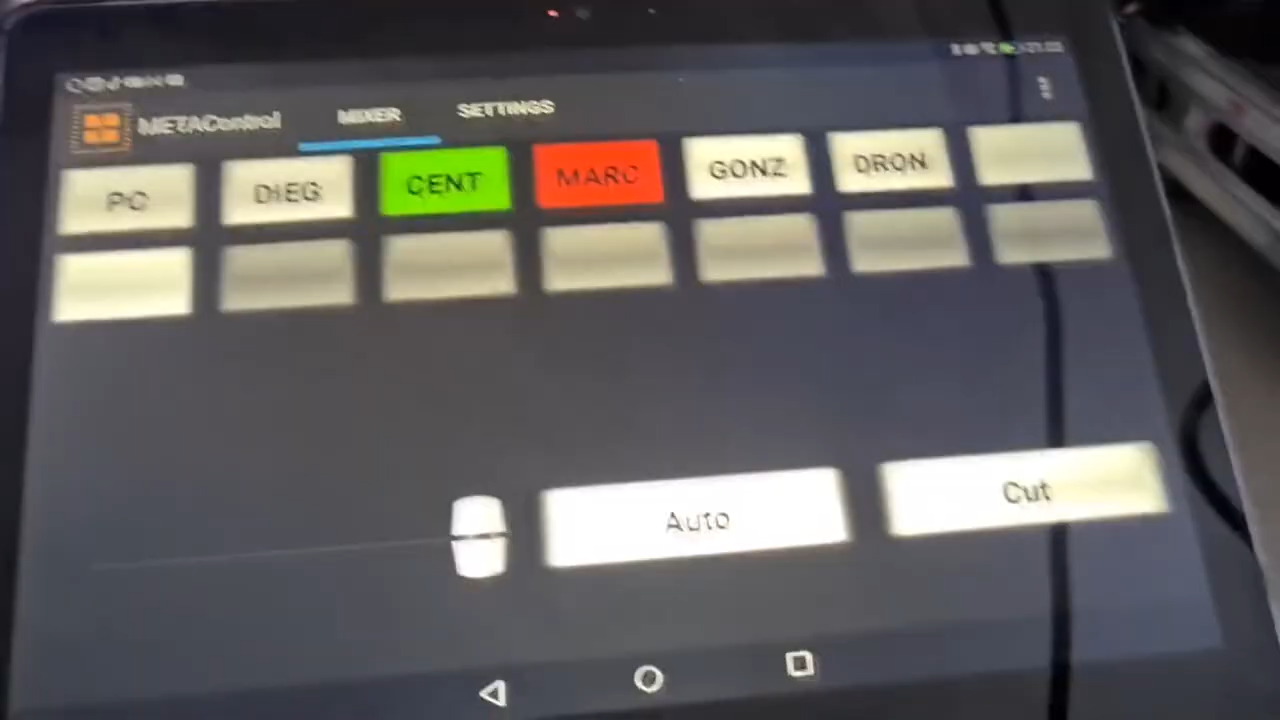 METAControl MIXER SETTINGS
PC DIEG CENT MARC GONZ DRON
Auto Cut